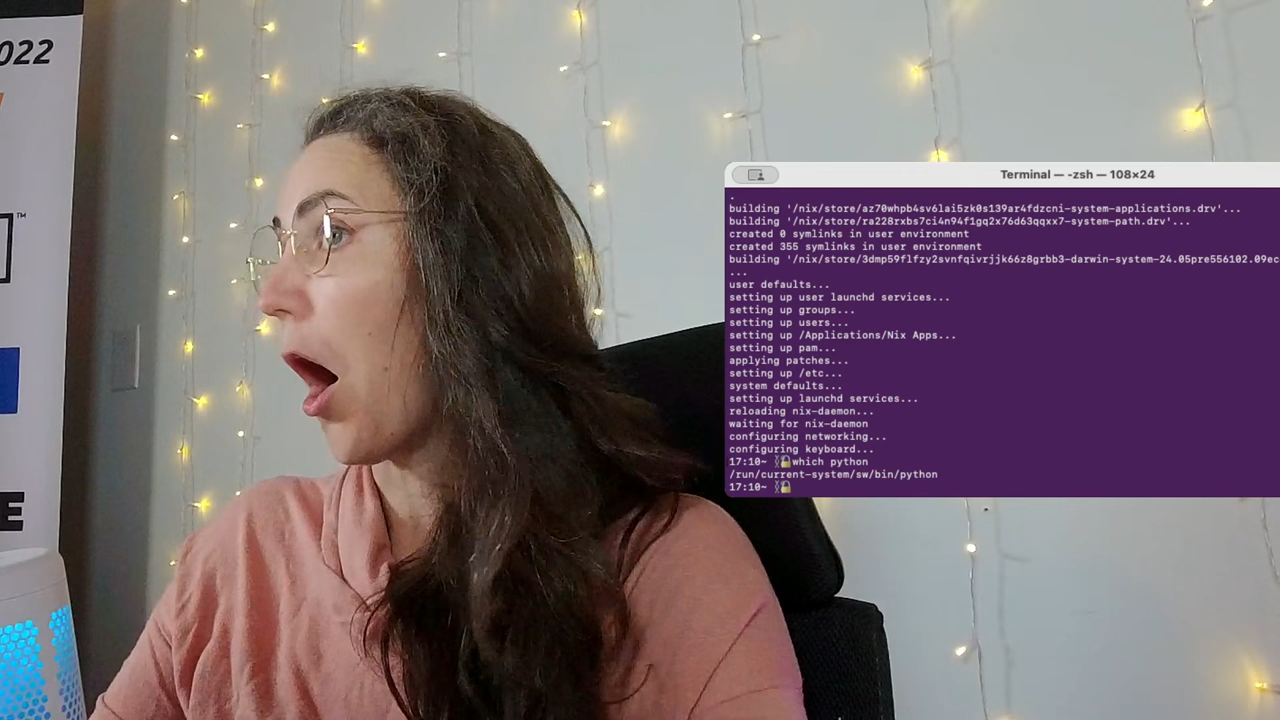 022
™
E
Terminal — -zsh — 108×24
.
building '/nix/store/az70whpb4sv6lai5zk0s139ar4fdzcni-system-applications.drv'...
building '/nix/store/ra228rxbs7ci4n94f1gq2x76d63qqxx7-system-path.drv'...
created 0 symlinks in user environment
created 355 symlinks in user environment
building '/nix/store/3dmp59flfzy2svnfqivrjjk66z8grbb3-darwin-system-24.05pre556102.09ec
...
user defaults...
setting up user launchd services...
setting up groups...
setting up users...
setting up /Applications/Nix Apps...
setting up pam...
applying patches...
setting up /etc...
system defaults...
setting up launchd services...
reloading nix-daemon...
waiting for nix-daemon
configuring networking...
configuring keyboard...
17:10~ which python
/run/current-system/sw/bin/python
17:10~